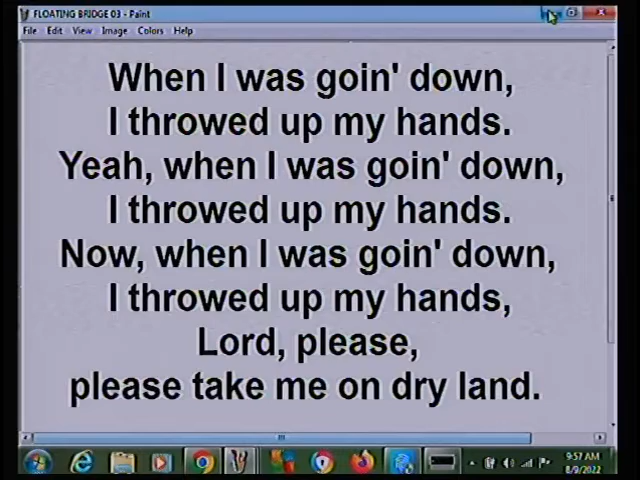 FLOATING BRIDGE 03 - Paint
File Edit View Image Colors Help
When I was goin' down,
I throwed up my hands.
Yeah, when I was goin' down,
I throwed up my hands.
Now, when I was goin' down,
I throwed up my hands,
Lord, please,
please take me on dry land.
9:57 AM
8/9/2022